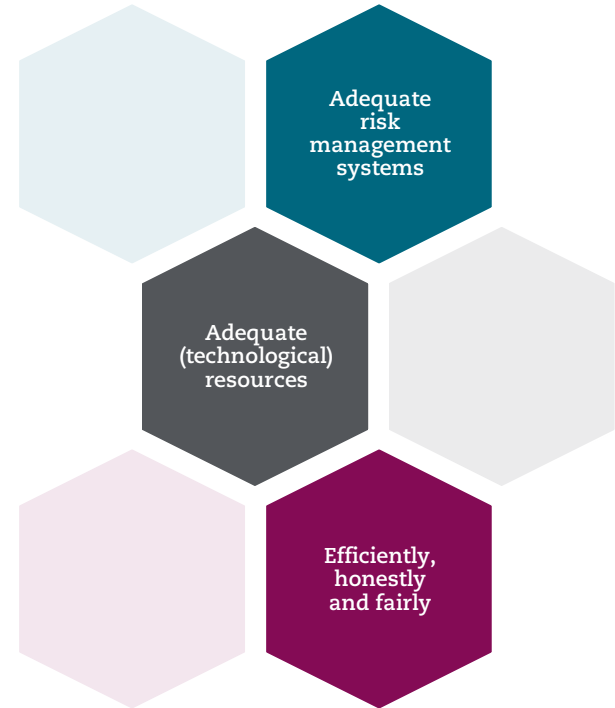 Adequate
risk
management
systems
Adequate
(technological)
resources
Efficiently,
honestly
and fairly